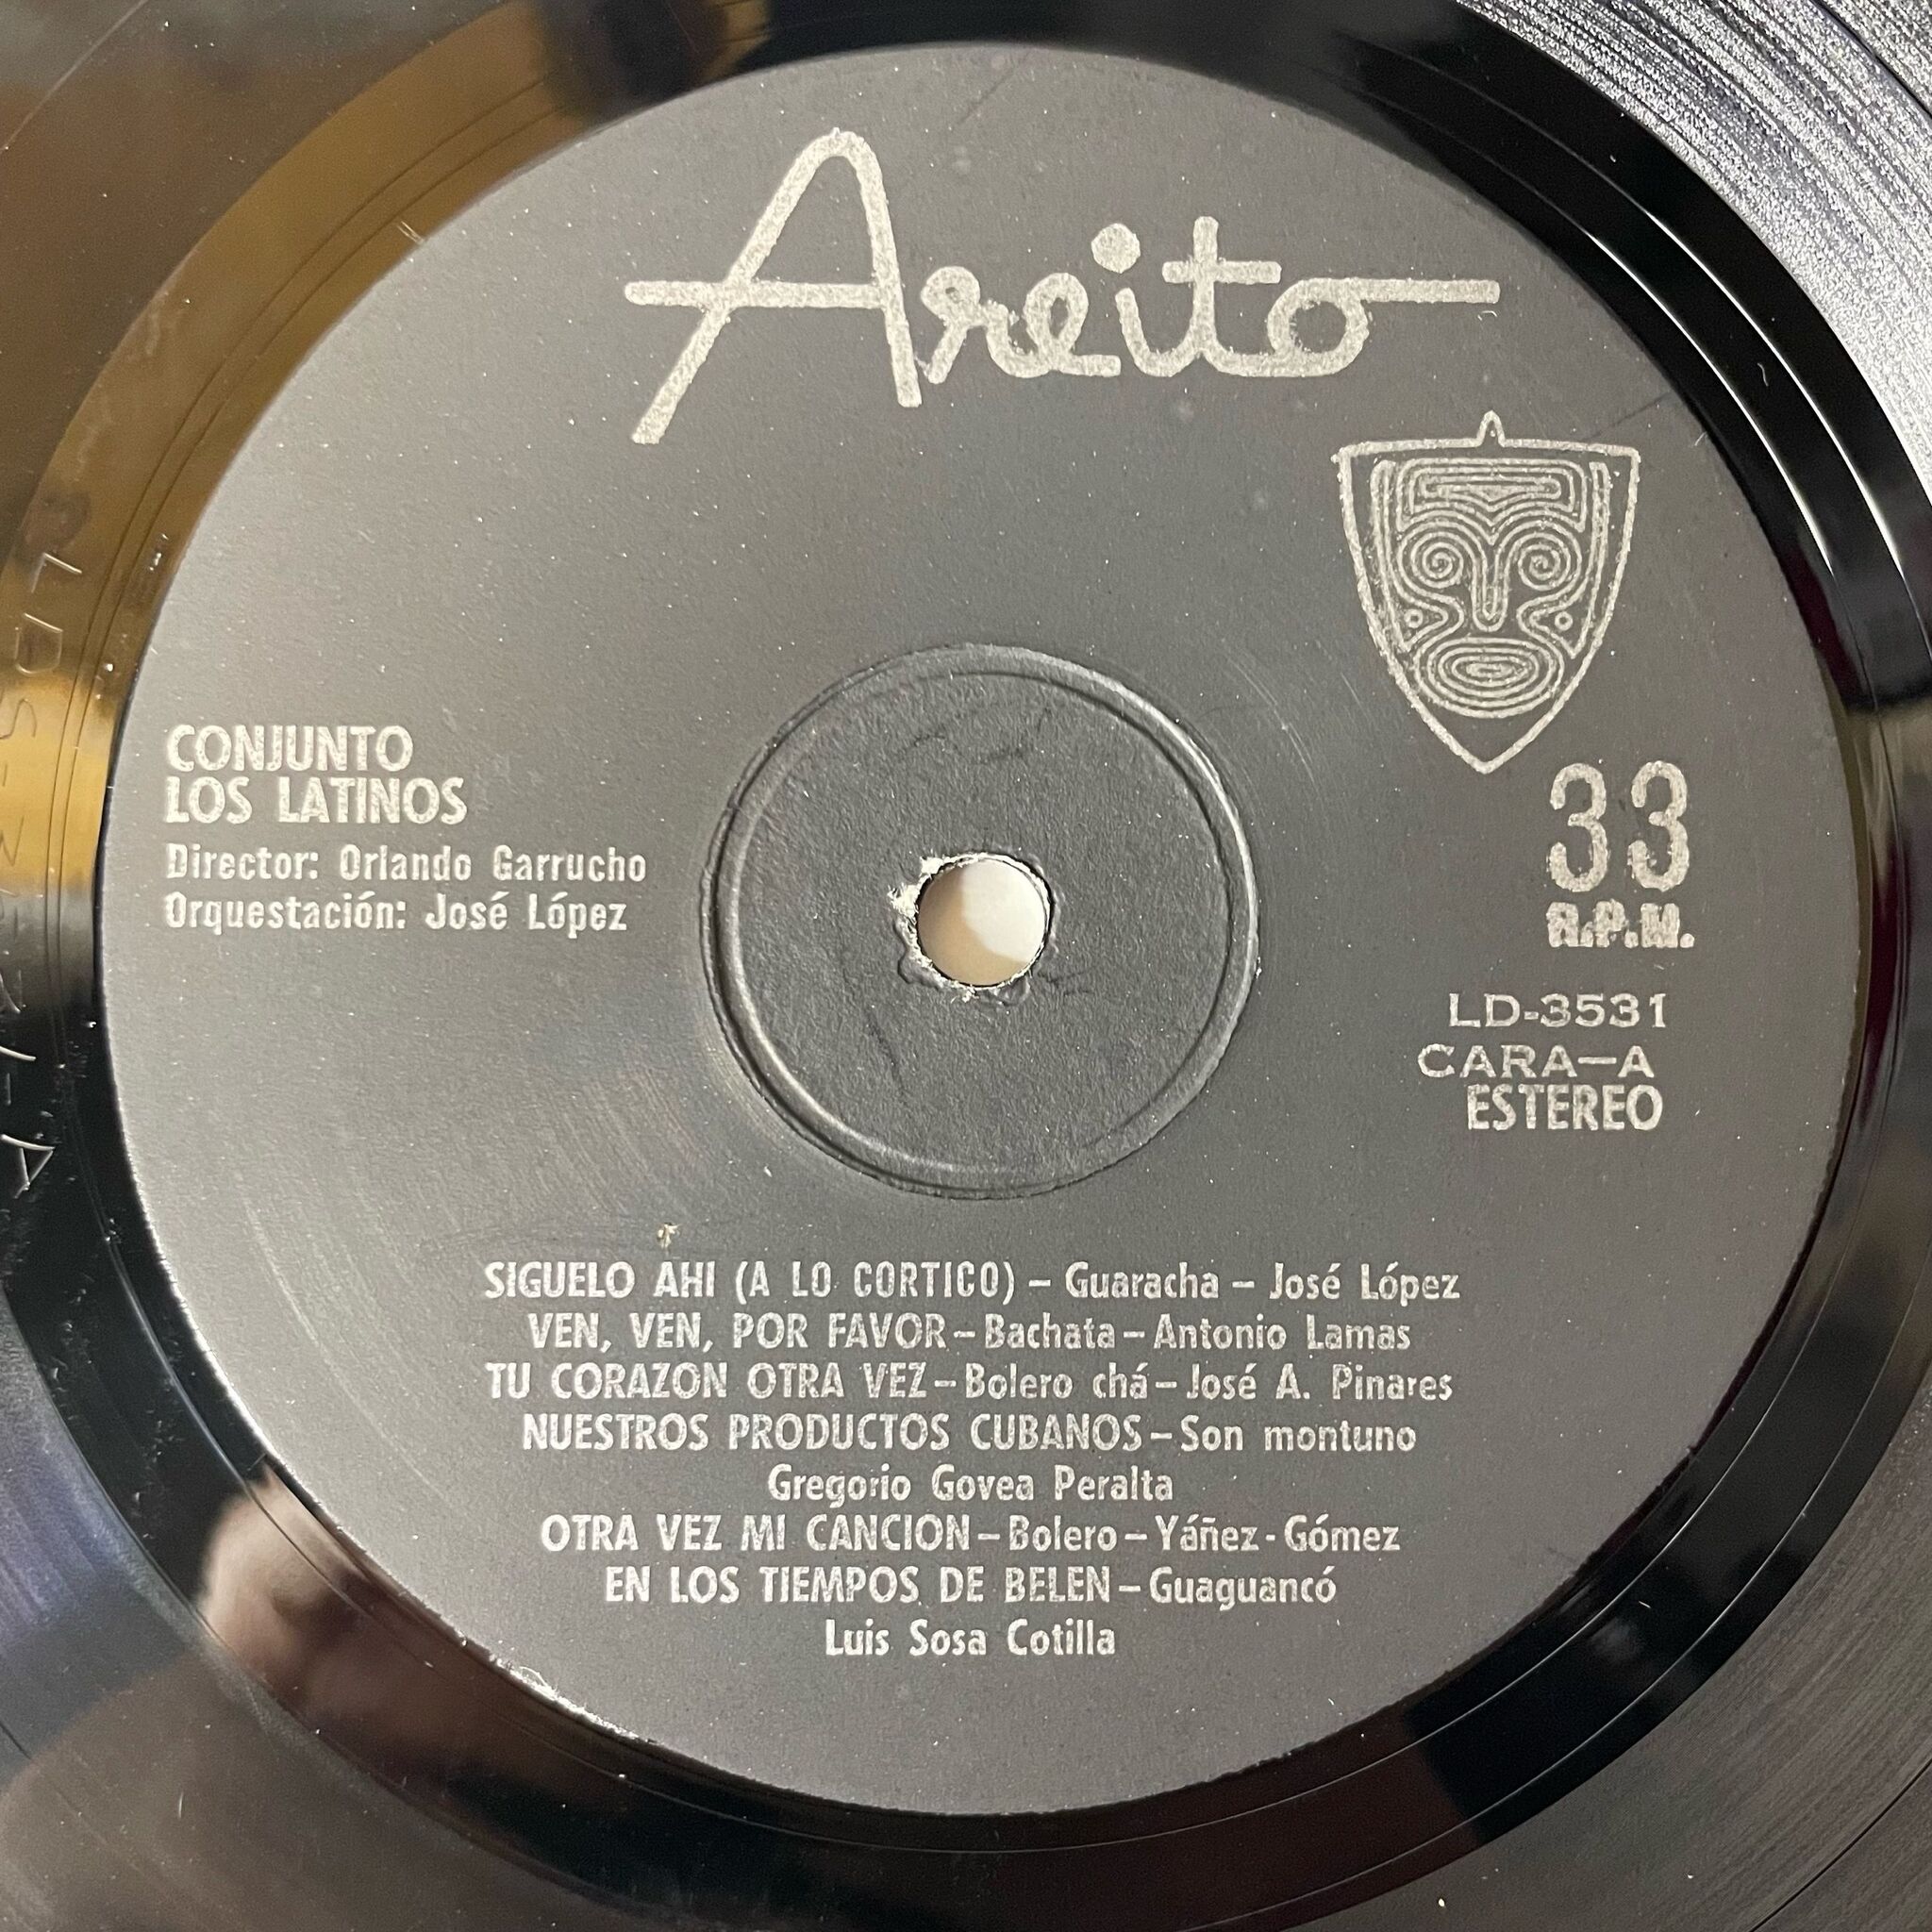 Areito
CONJUNTO
LOS LATINOS
Director: Orlando Garrucho
Orquestación: José López
33
R.P.M.
LD-3531
CARA—A
ESTEREO
SIGUELO AHI (A LO CORTICO) – Guaracha – José López
VEN, VEN, POR FAVOR – Bachata – Antonio Lamas
TU CORAZON OTRA VEZ – Bolero chá – José A. Pinares
NUESTROS PRODUCTOS CUBANOS – Son montuno
Gregorio Govea Peralta
OTRA VEZ MI CANCION – Bolero – Yáñez - Gómez
EN LOS TIEMPOS DE BELEN – Guaguancó
Luis Sosa Cotilla